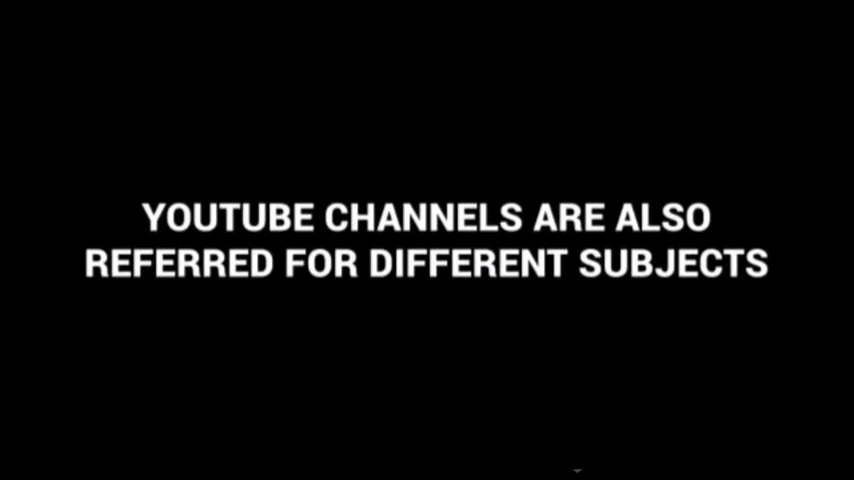 YOUTUBE CHANNELS ARE ALSO
REFERRED FOR DIFFERENT SUBJECTS